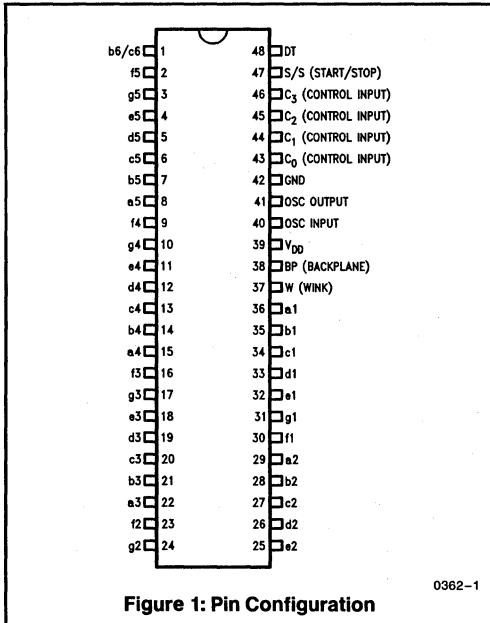 b6/c6 1 48 DT
f5 2 47 S/S (START/STOP)
g5 3 46 C3 (CONTROL INPUT)
e5 4 45 C2 (CONTROL INPUT)
d5 5 44 C1 (CONTROL INPUT)
c5 6 43 C0 (CONTROL INPUT)
b5 7 42 GND
a5 8 41 OSC OUTPUT
f4 9 40 OSC INPUT
g4 10 39 VDD
e4 11 38 BP (BACKPLANE)
d4 12 37 W (WINK)
c4 13 36 a1
b4 14 35 b1
a4 15 34 c1
f3 16 33 d1
g3 17 32 e1
e3 18 31 g1
d3 19 30 f1
c3 20 29 a2
b3 21 28 b2
a3 22 27 c2
f2 23 26 d2
g2 24 25 e2
0362-1
Figure 1: Pin Configuration